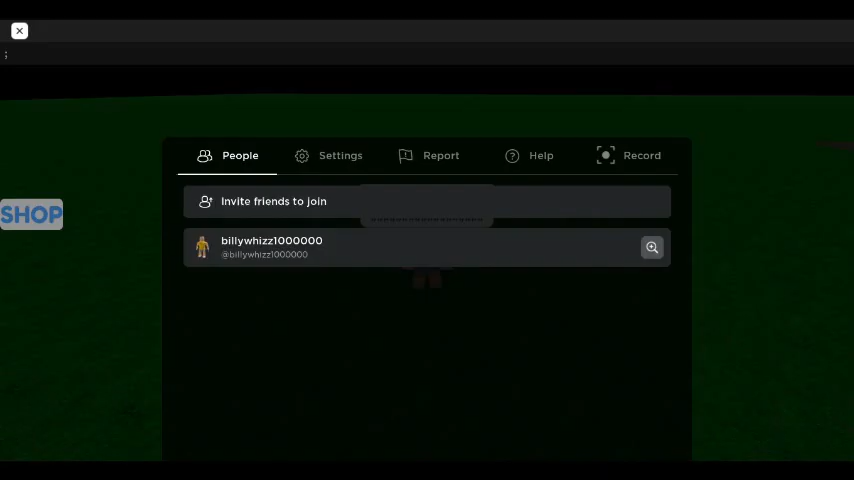 ;
People Settings Report Help Record
SHOP
Invite friends to join
billywhizz1000000
@billywhizz1000000